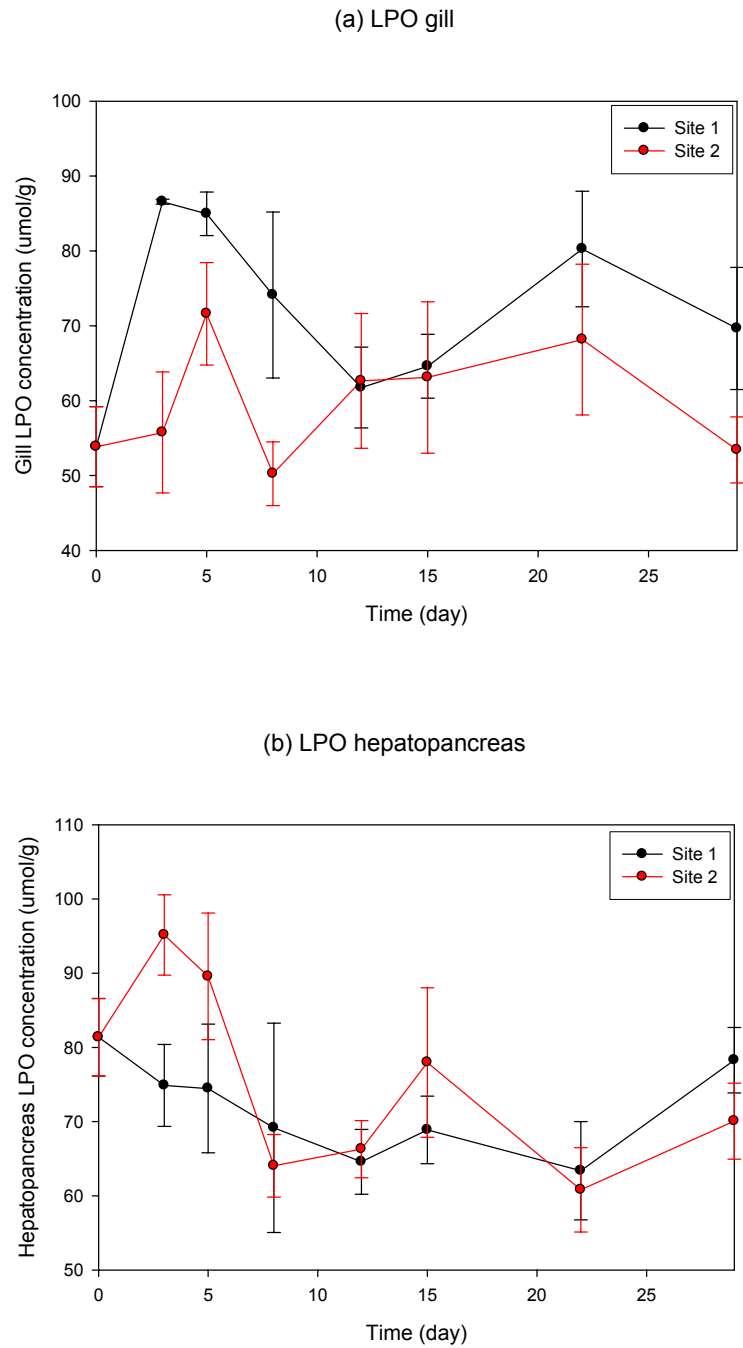 (a) LPO gill
100
90
80
70
60
50
40
Gill LPO concentration (umol/g)
Site 1
Site 2
0 5 10 15 20 25
Time (day)
(b) LPO hepatopancreas
110
100
90
80
70
60
50
Hepatopancreas LPO concentration (umol/g)
Site 1
Site 2
0 5 10 15 20 25
Time (day)